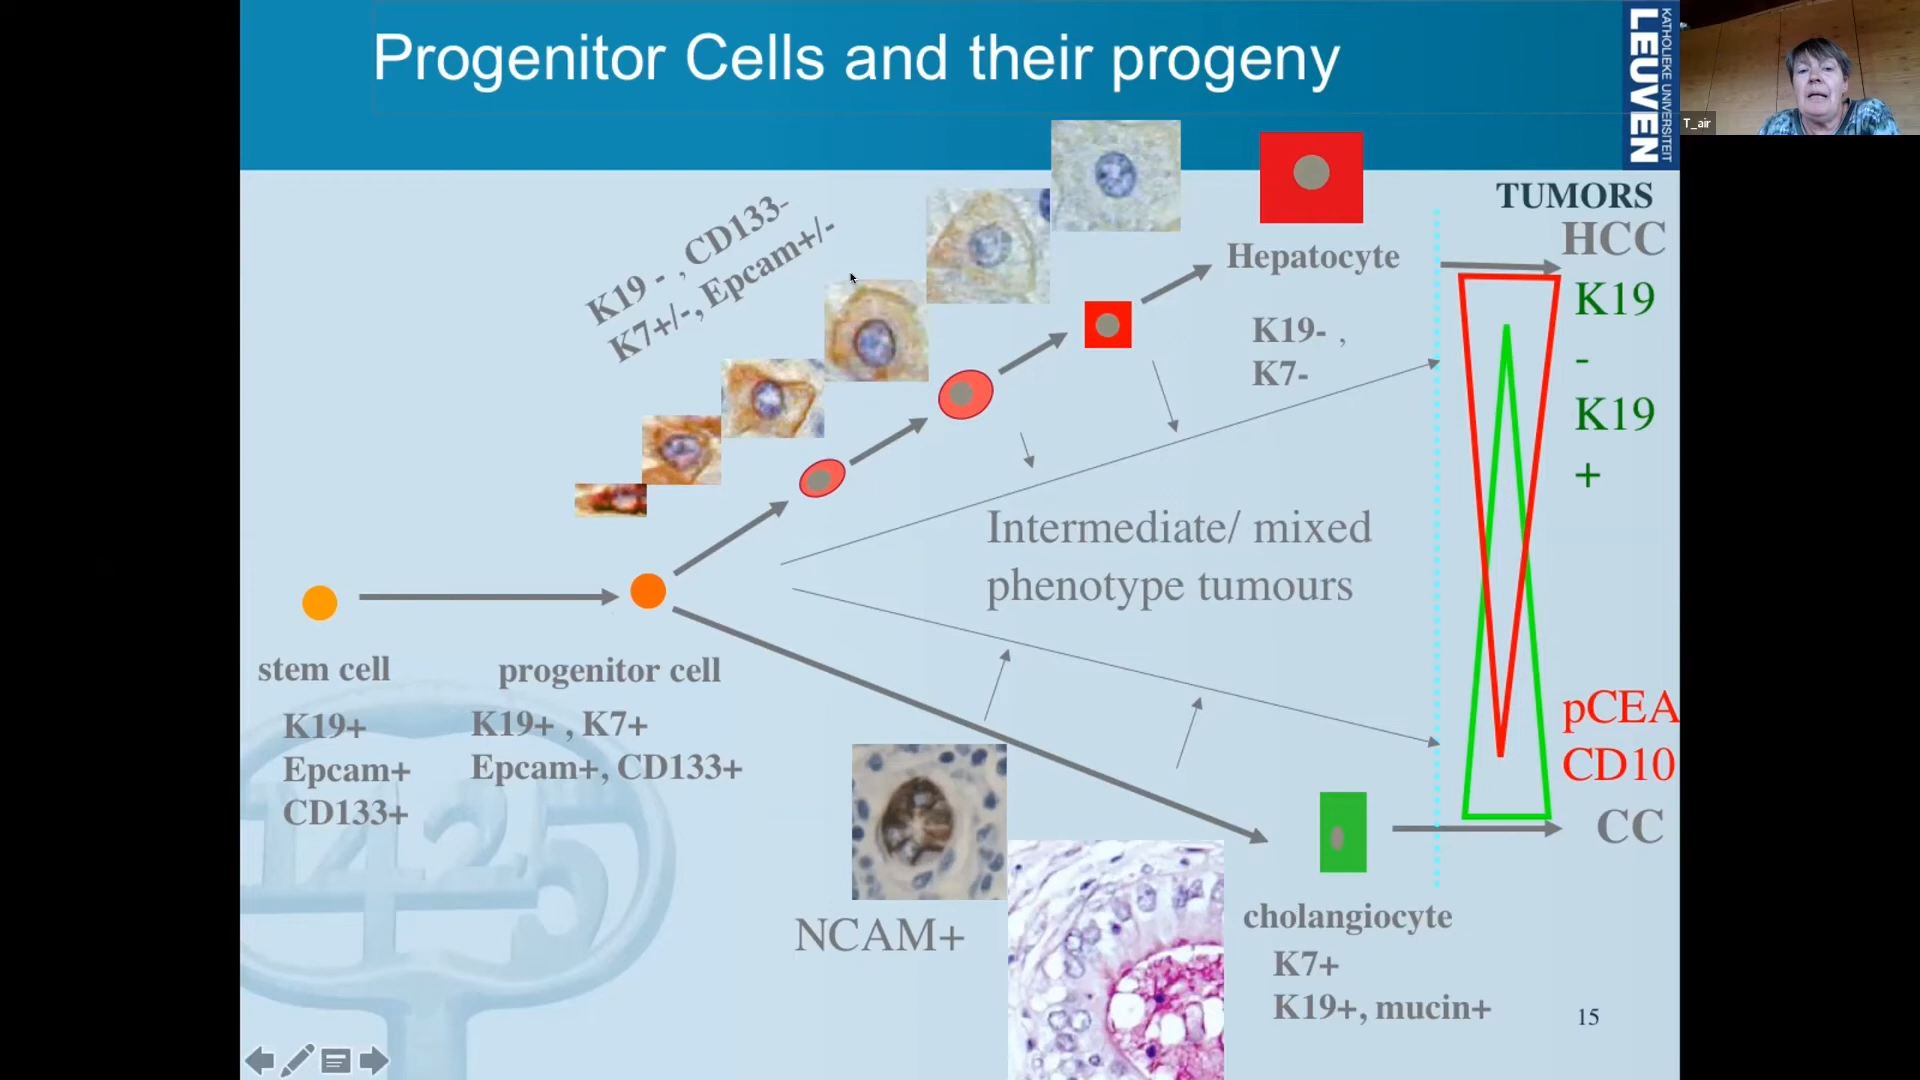 Progenitor Cells and their progeny
KATHOLIEKE UNIVERSITEIT
LEUVEN
T_air
K19 - , CD133-
K7+/-, Epcam+/-
TUMORS
HCC
Hepatocyte
K19- ,
K7-
K19
-
K19
+
Intermediate/ mixed
phenotype tumours
stem cell
K19+
Epcam+
CD133+
progenitor cell
K19+ , K7+
Epcam+, CD133+
pCEA
CD10
CC
NCAM+
cholangiocyte
K7+
K19+, mucin+
1425
15